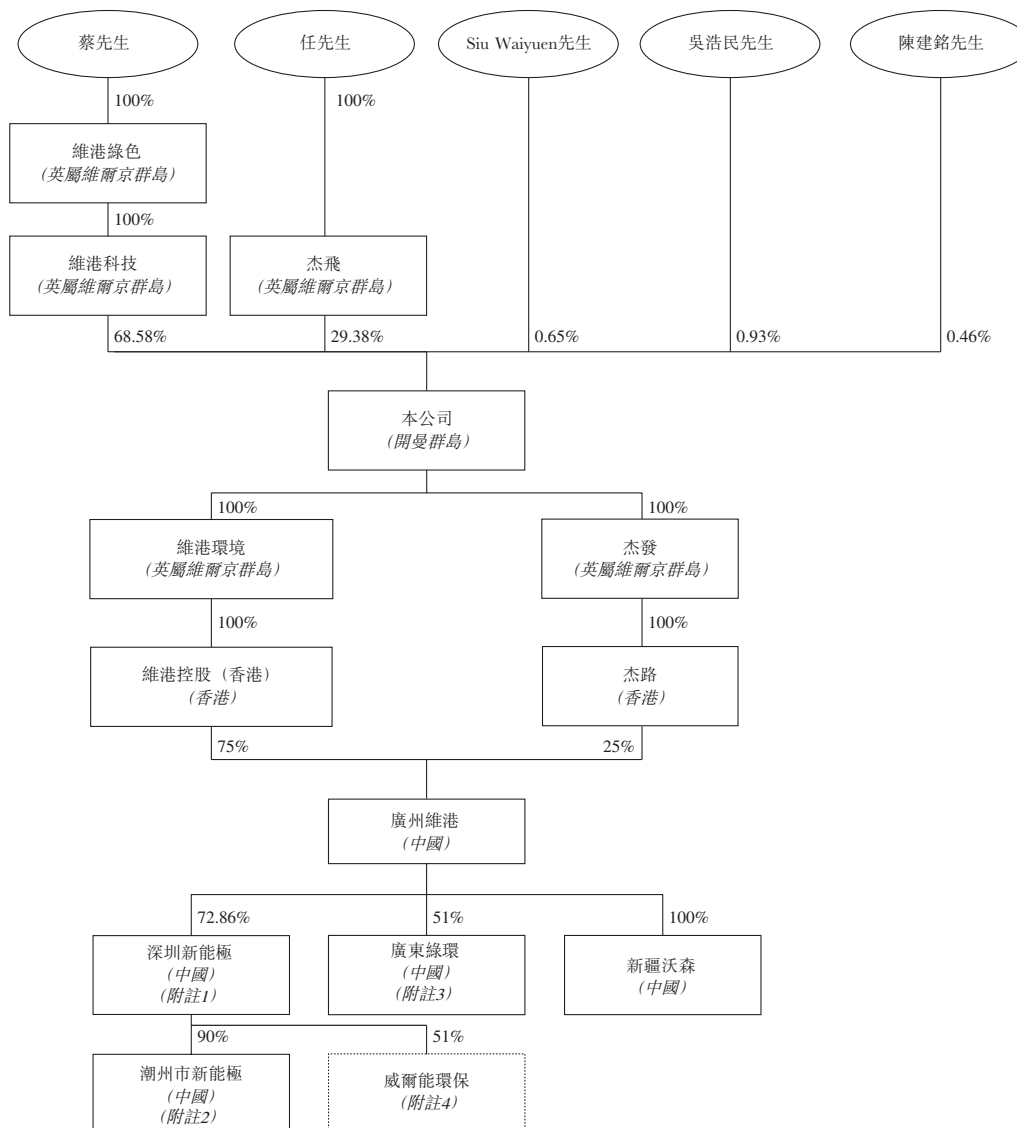 蔡先生
任先生
Siu Waiyuen先生
吳浩民先生
陳建銘先生
100%
100%
維港綠色
(英屬維爾京群島)
100%
維港科技
(英屬維爾京群島)
杰飛
(英屬維爾京群島)
68.58%
29.38%
0.65%
0.93%
0.46%
本公司
(開曼群島)
100%
100%
維港環境
(英屬維爾京群島)
杰發
(英屬維爾京群島)
100%
100%
維港控股(香港)
(香港)
杰路
(香港)
75%
25%
廣州維港
(中國)
72.86%
51%
100%
深圳新能極
(中國)
(附註1)
廣東綠環
(中國)
(附註3)
新疆沃森
(中國)
90%
51%
潮州市新能極
(中國)
(附註2)
威爾能環保
(附註4)